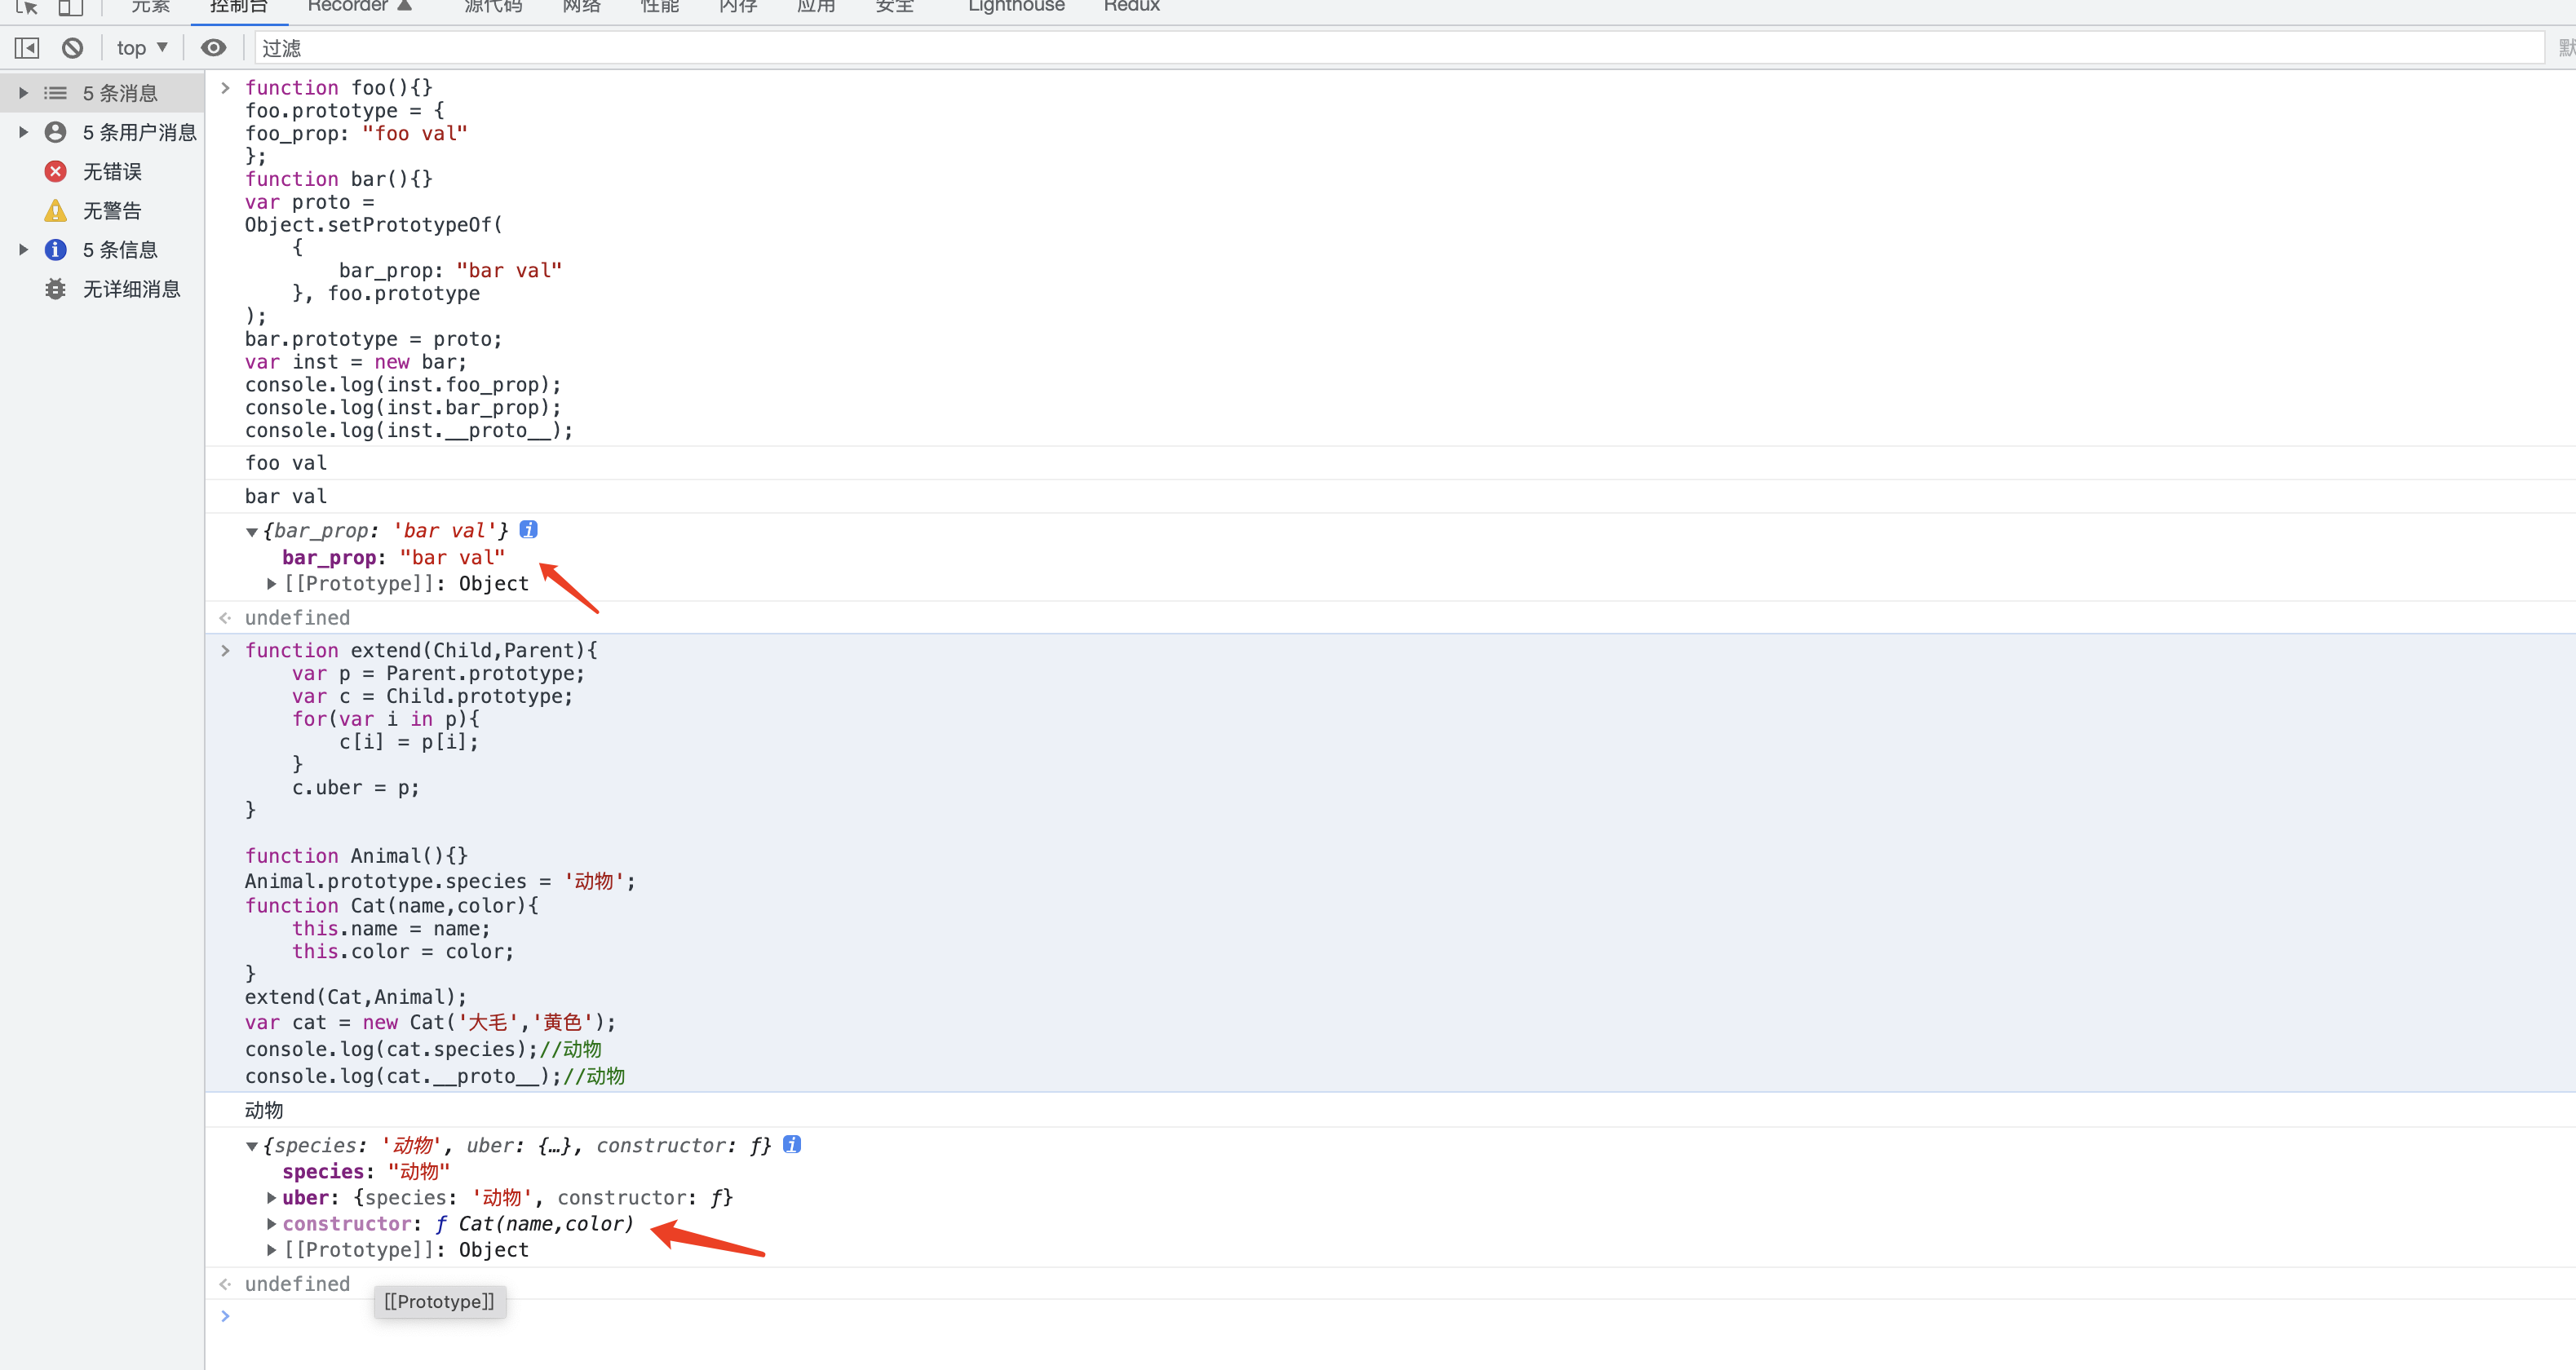 元素 控制台 Recorder 源代码 网络 性能 内存 应用 安全 Lighthouse Redux
top 过滤
5 条消息
5 条用户消息
无错误
无警告
5 条信息
无详细消息
function foo(){}
foo.prototype = {
foo_prop: "foo val"
};
function bar(){}
var proto =
Object.setPrototypeOf(
{
bar_prop: "bar val"
}, foo.prototype
);
bar.prototype = proto;
var inst = new bar;
console.log(inst.foo_prop);
console.log(inst.bar_prop);
console.log(inst.__proto__);
foo val
bar val
{bar_prop: 'bar val'}
bar_prop: "bar val"
[[Prototype]]: Object
undefined
function extend(Child,Parent){
var p = Parent.prototype;
var c = Child.prototype;
for(var i in p){
c[i] = p[i];
}
c.uber = p;
}
function Animal(){}
Animal.prototype.species = '动物';
function Cat(name,color){
this.name = name;
this.color = color;
}
extend(Cat,Animal);
var cat = new Cat('大毛','黄色');
console.log(cat.species);//动物
console.log(cat.__proto__);//动物
动物
{species: '动物', uber: {…}, constructor: ƒ}
species: "动物"
uber: {species: '动物', constructor: ƒ}
constructor: ƒ Cat(name,color)
[[Prototype]]: Object
undefined
[[Prototype]]